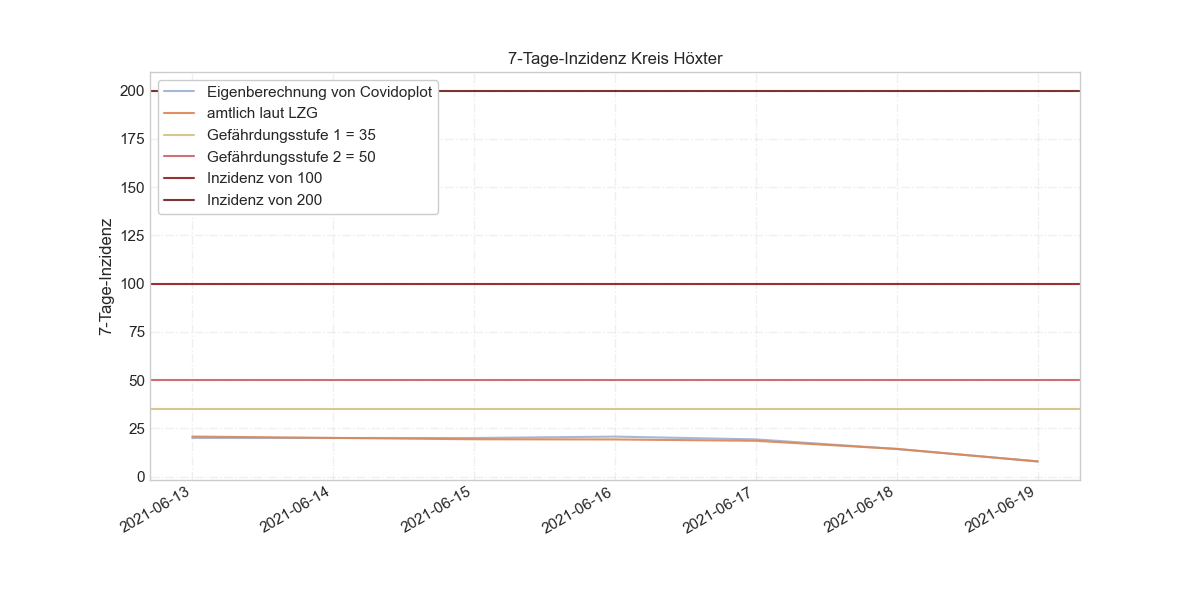 7-Tage-Inzidenz Kreis Höxter
Eigenberechnung von Covidoplot
amtlich laut LZG
Gefährdungsstufe 1 = 35
Gefährdungsstufe 2 = 50
Inzidenz von 100
Inzidenz von 200
7-Tage-Inzidenz
200
175
150
125
100
75
50
25
0
2021-06-13
2021-06-14
2021-06-15
2021-06-16
2021-06-17
2021-06-18
2021-06-19